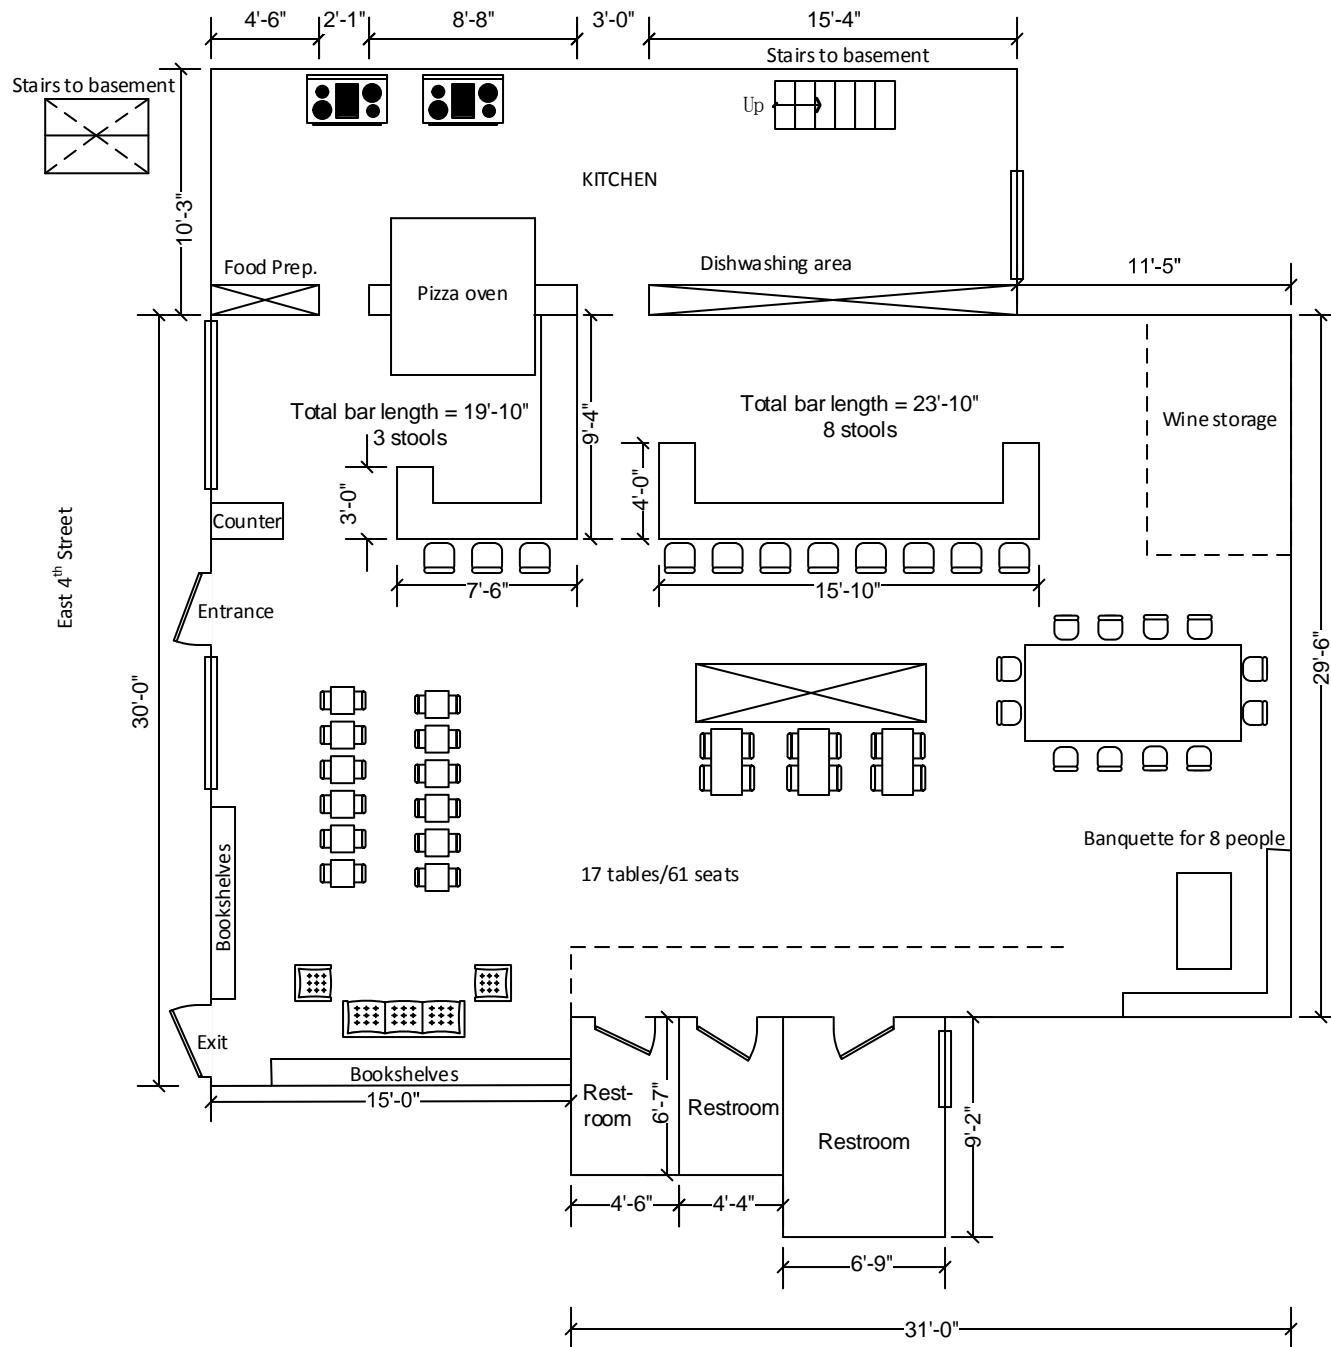 4'-6"
2'-1"
8'-8"
3'-0"
15'-4"
Stairs to basement
Stairs to basement
Up
KITCHEN
10'-3"
Food Prep.
Pizza oven
Dishwashing area
11'-5"
Total bar length = 19'-10"
3 stools
9'-4"
Total bar length = 23'-10"
8 stools
Wine storage
3'-0"
4'-0"
Counter
East 4th Street
7'-6"
15'-10"
Entrance
30'-0"
29'-6"
Banquette for 8 people
17 tables/61 seats
Bookshelves
Exit
Bookshelves
15'-0"
Rest-
room
6'-7"
Restroom
Restroom
9'-2"
4'-6"
4'-4"
6'-9"
31'-0"